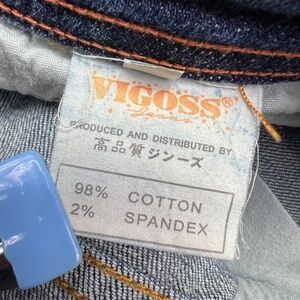 VIGOSS®
Jeans
PRODUCED AND DISTRIBUTED BY
高品質ジンーズ
98% COTTON
2% SPANDEX